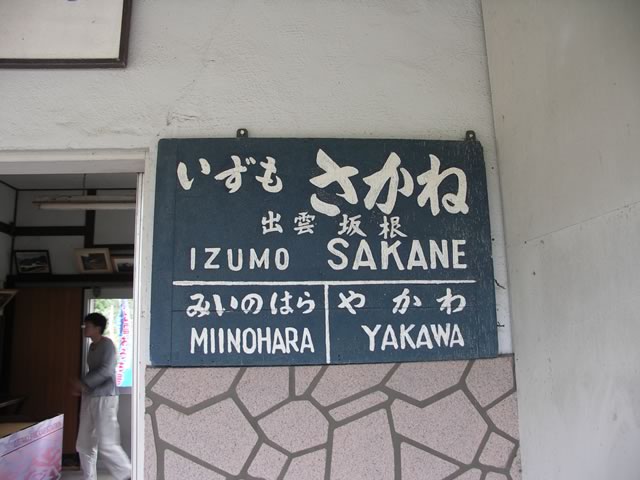 いずも さかね
出雲 坂根
IZUMO SAKANE
みいのはら やかわ
MIINOHARA YAKAWA